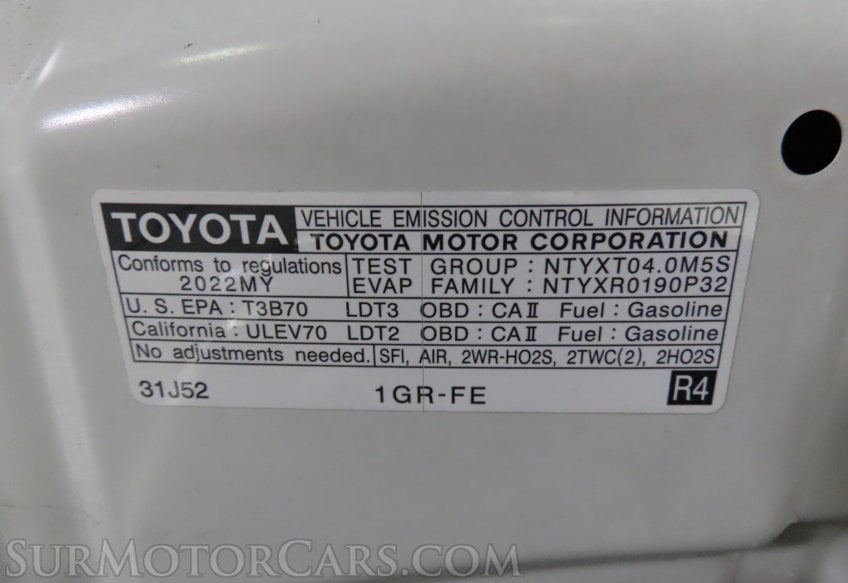 TOYOTA VEHICLE EMISSION CONTROL INFORMATION
TOYOTA MOTOR CORPORATION
Conforms to regulations TEST GROUP : NTYXT04.0M5S
2022MY EVAP FAMILY : NTYXR0190P32
U. S. EPA : T3B70 LDT3 OBD : CAⅡ Fuel : Gasoline
California : ULEV70 LDT2 OBD : CAⅡ Fuel : Gasoline
No adjustments needed. SFI, AIR, 2WR-HO2S, 2TWC(2), 2HO2S
31J52 1GR-FE R4
SurMotorCars.com